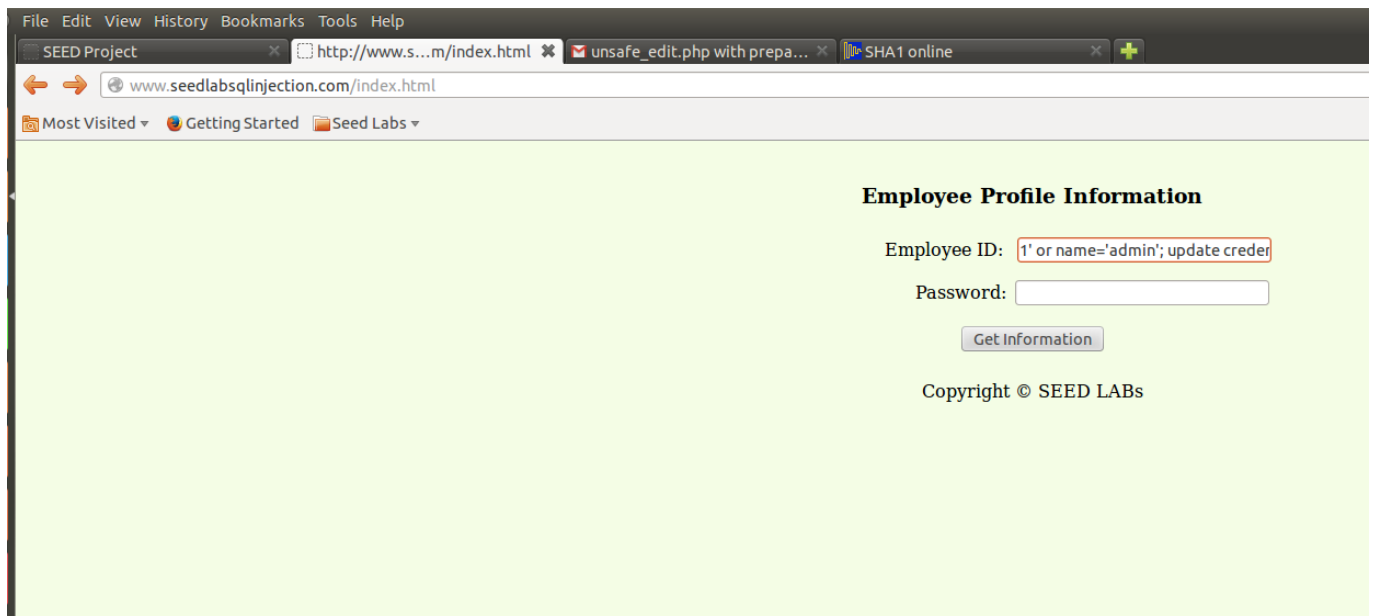 File Edit View History Bookmarks Tools Help
SEED Project http://www.s...m/index.html unsafe_edit.php with prepa... SHA1 online
www.seedlabsqlinjection.com/index.html
Most Visited Getting Started Seed Labs
Employee Profile Information
Employee ID: 1' or name='admin'; update creden
Password:
Get Information
Copyright © SEED LABs